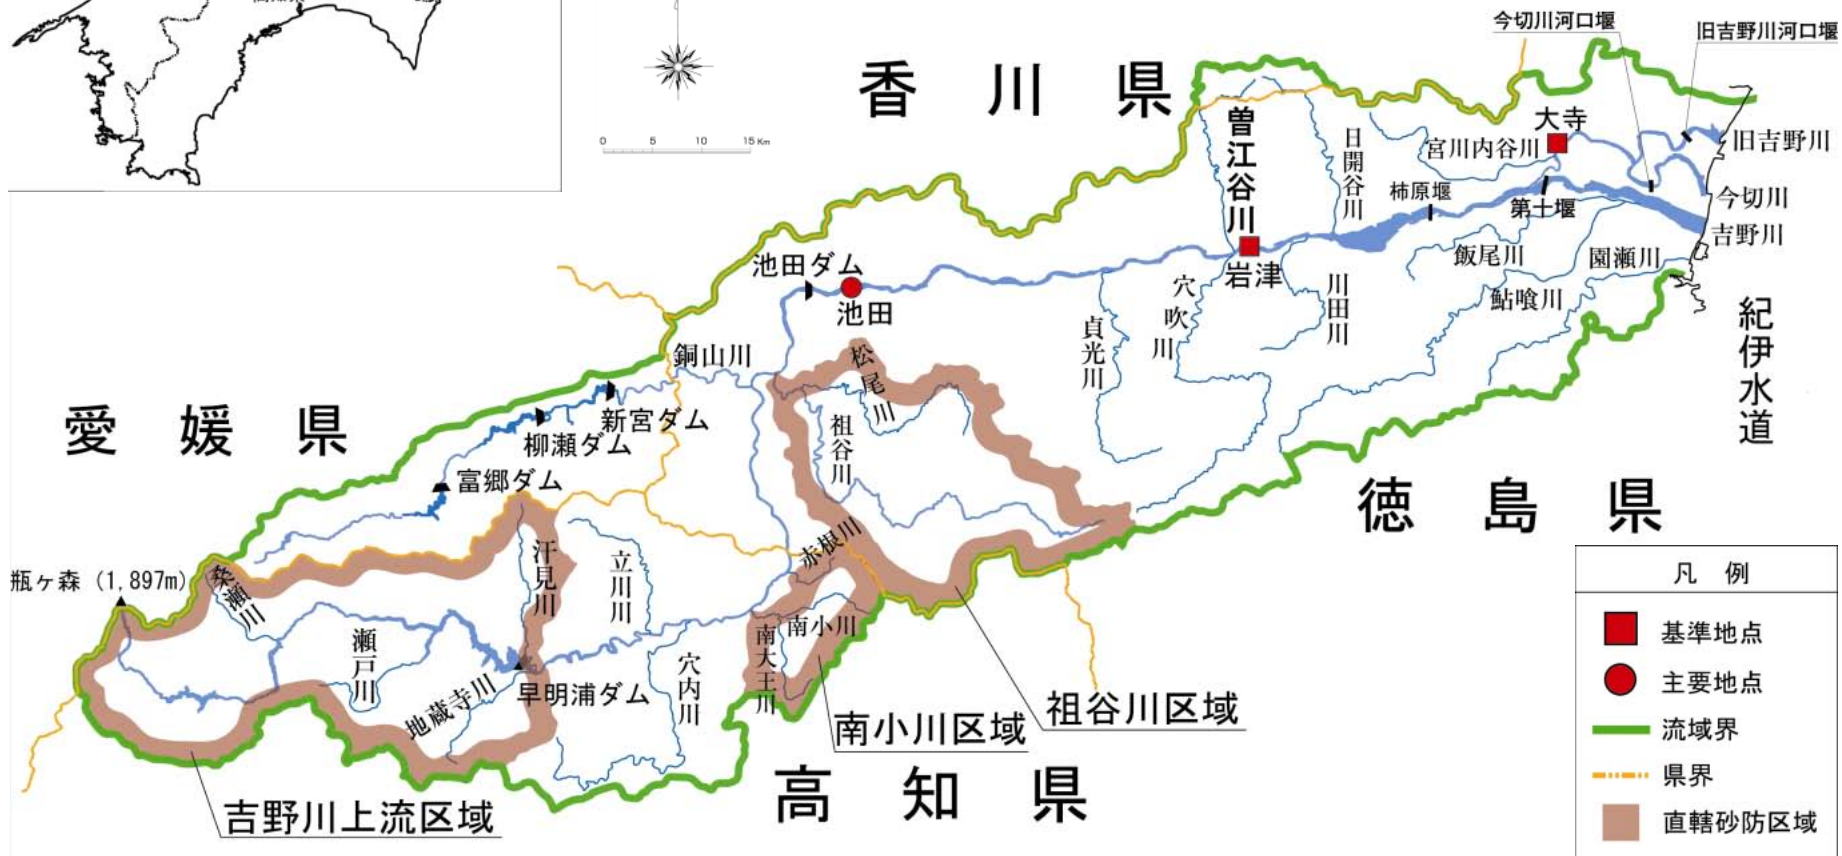 今切川河口堰
旧吉野川河口堰
香川県
0 5 10 15 Km
曽江谷川
日開谷川
宮川内谷川
大寺
旧吉野川
柿原堰
第十堰
今切川
吉野川
池田ダム
池田
岩津
穴吹川
川田川
貞光川
飯尾川
園瀬川
鮎喰川
紀伊水道
銅山川
松尾川
愛媛県
新宮ダム
柳瀬ダム
富郷ダム
祖谷川
徳島県
赤根川
瓶ヶ森 (1,897m)
桑瀬川
汗見川
立川川
瀬戸川
地蔵寺川
早明浦ダム
穴内川
南大王川
南小川
祖谷川区域
南小川区域
高知県
吉野川上流区域
凡例
基準地点
主要地点
流域界
県界
直轄砂防区域